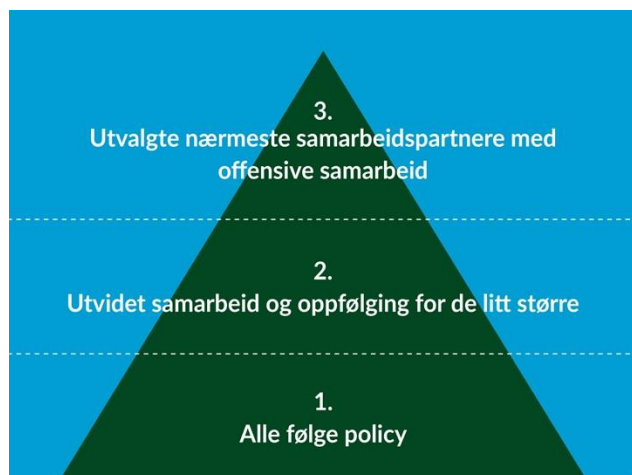 3.
Utvalgte nærmeste samarbeidspartnere med
offensive samarbeid
2.
Utvidet samarbeid og oppfølging for de litt større
1.
Alle følge policy